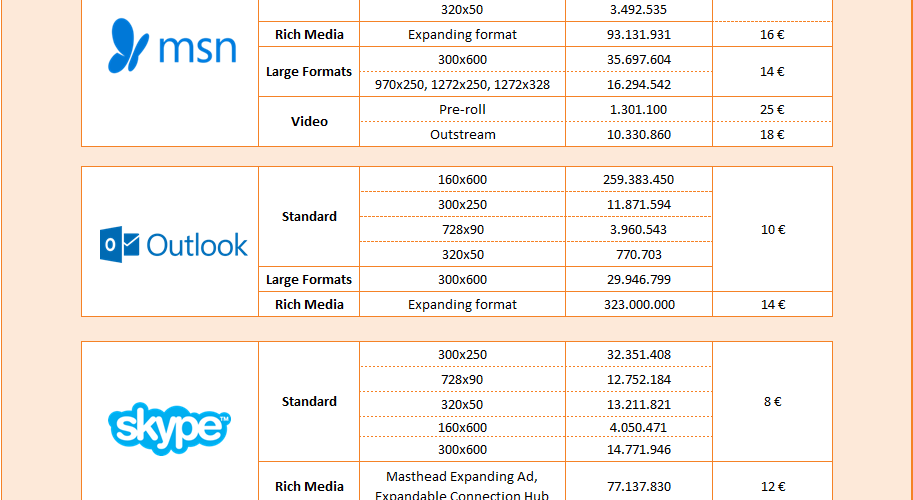 320x50 3.492.535
Rich Media Expanding format 93.131.931 16 €
msn
Large Formats 300x600 35.697.604 14 €
970x250, 1272x250, 1272x328 16.294.542
Video Pre-roll 1.301.100 25 €
Outstream 10.330.860 18 €
Outlook
Standard 160x600 259.383.450 10 €
300x250 11.871.594
728x90 3.960.543
320x50 770.703
Large Formats 300x600 29.946.799
Rich Media Expanding format 323.000.000 14 €
skype™
Standard 300x250 32.351.408 8 €
728x90 12.752.184
320x50 13.211.821
160x600 4.050.471
300x600 14.771.946
Rich Media Masthead Expanding Ad, 77.137.830 12 €
Expandable Connection Hub